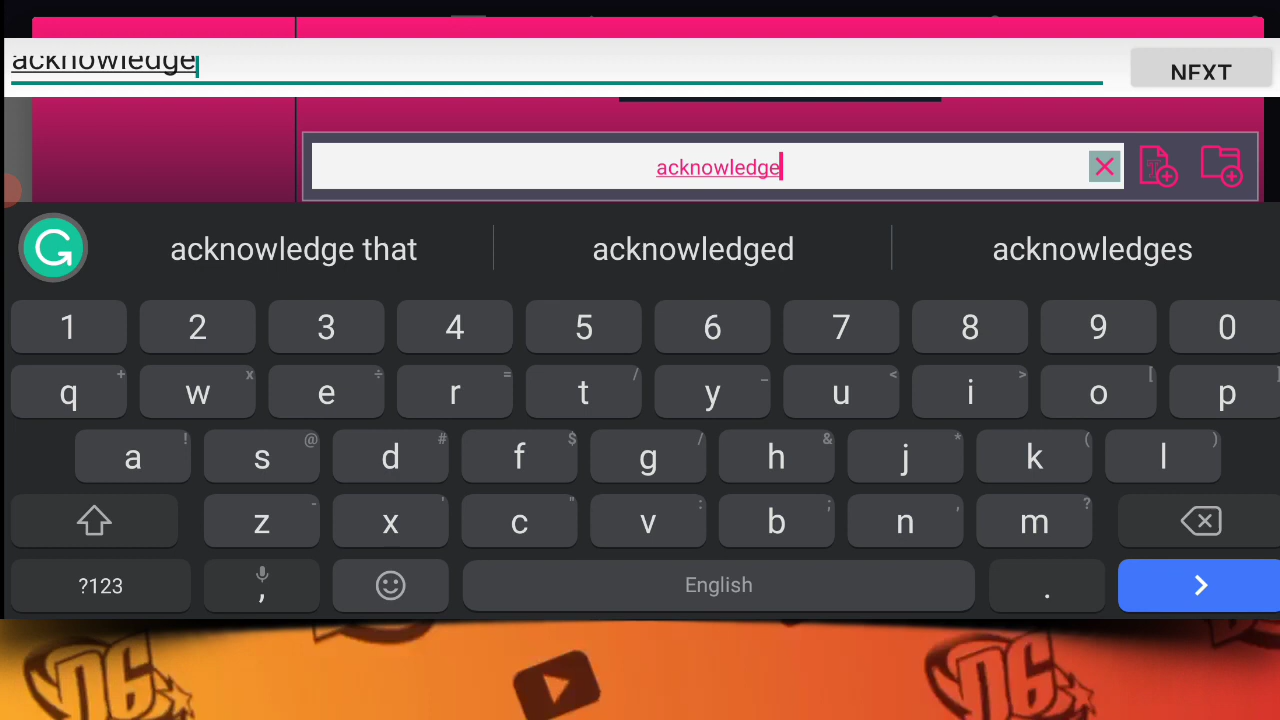 acknowledge
NEXT
acknowledge
acknowledge that
acknowledged
acknowledges
1 2 3 4 5 6 7 8 9 0
q + w x e ÷ r = t / y _ u < i > o [ p ]
a ! s @ d # f $ g / h & j * k ( l )
z - x ' c " v : b ; n , m ?
?123 , English .